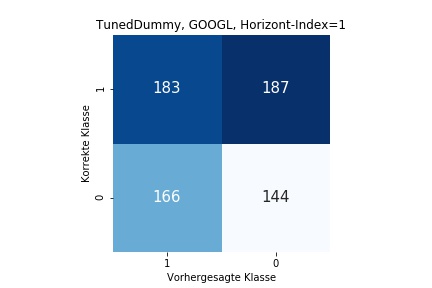 TunedDummy, GOOGL, Horizont-Index=1
Korrekte Klasse
1
183
187
0
166
144
1
0
Vorhergesagte Klasse